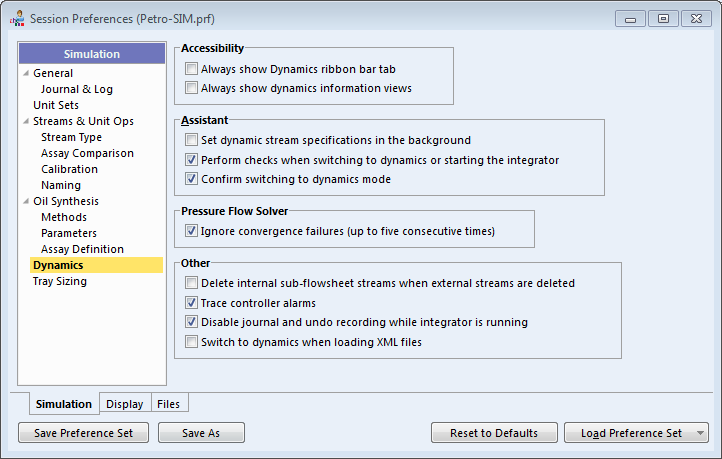 Session Preferences (Petro-SIM.prf)
Simulation
General
Journal & Log
Unit Sets
Streams & Unit Ops
Stream Type
Assay Comparison
Calibration
Naming
Oil Synthesis
Methods
Parameters
Assay Definition
Dynamics
Tray Sizing
Accessibility
Always show Dynamics ribbon bar tab
Always show dynamics information views
Assistant
Set dynamic stream specifications in the background
Perform checks when switching to dynamics or starting the integrator
Confirm switching to dynamics mode
Pressure Flow Solver
Ignore convergence failures (up to five consecutive times)
Other
Delete internal sub-flowsheet streams when external streams are deleted
Trace controller alarms
Disable journal and undo recording while integrator is running
Switch to dynamics when loading XML files
Simulation Display Files
Save Preference Set Save As Reset to Defaults Load Preference Set